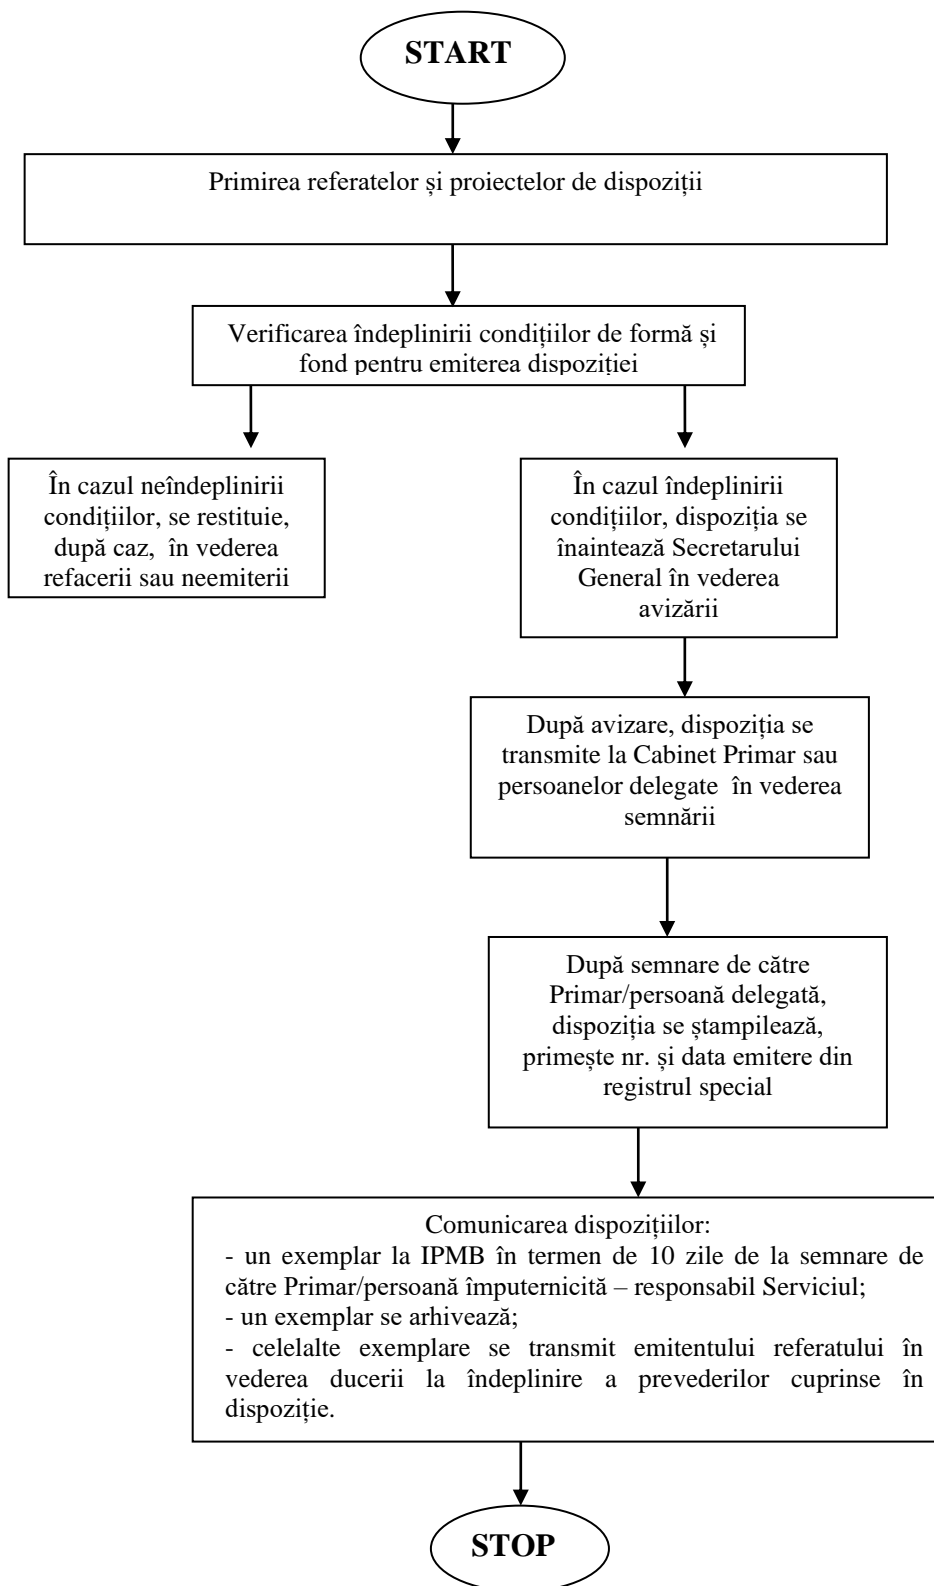 START
Primirea referatelor și proiectelor de dispoziții
Verificarea îndeplinirii condițiilor de formă și
fond pentru emiterea dispoziției
În cazul neîndeplinirii
condițiilor, se restituie,
după caz, în vederea
refacerii sau neemiterii
În cazul îndeplinirii
condițiilor, dispoziția se
înaintează Secretarului
General în vederea
avizării
După avizare, dispoziția se
transmite la Cabinet Primar sau
persoanelor delegate în vederea
semnării
După semnare de către
Primar/persoană delegată,
dispoziția se ștampilează,
primește nr. și data emitere din
registrul special
Comunicarea dispozițiilor:
- un exemplar la IPMB în termen de 10 zile de la semnare de
către Primar/persoană împuternicită – responsabil Serviciul;
- un exemplar se arhivează;
- celelalte exemplare se transmit emitentului referatului în
vederea ducerii la îndeplinire a prevederilor cuprinse în
dispoziție.
STOP